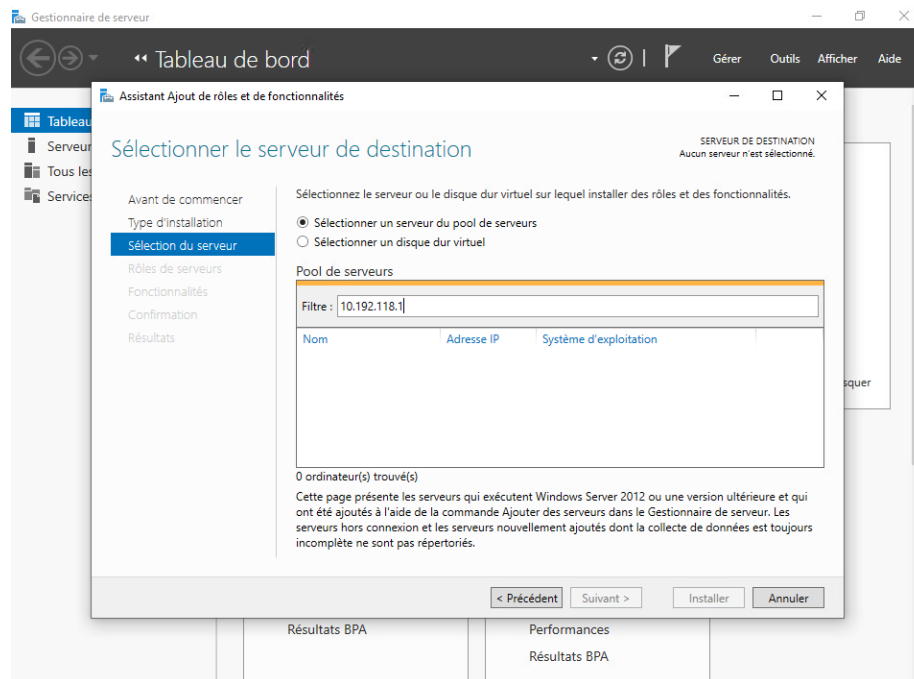 Gestionnaire de serveur
Tableau de bord
Gérer Outils Afficher Aide
Assistant Ajout de rôles et de fonctionnalités
Tableau
Serveur
Tous les
Services
Sélectionner le serveur de destination
SERVEUR DE DESTINATION
Aucun serveur n'est sélectionné.
Avant de commencer
Type d'installation
Sélection du serveur
Rôles de serveurs
Fonctionnalités
Confirmation
Résultats
Sélectionnez le serveur ou le disque dur virtuel sur lequel installer des rôles et des fonctionnalités.
Sélectionner un serveur du pool de serveurs
Sélectionner un disque dur virtuel
Pool de serveurs
Filtre : 10.192.118.1
Nom Adresse IP Système d'exploitation
squer
0 ordinateur(s) trouvé(s)
Cette page présente les serveurs qui exécutent Windows Server 2012 ou une version ultérieure et qui
ont été ajoutés à l'aide de la commande Ajouter des serveurs dans le Gestionnaire de serveur. Les
serveurs hors connexion et les serveurs nouvellement ajoutés dont la collecte de données est toujours
incomplète ne sont pas répertoriés.
< Précédent Suivant > Installer Annuler
Résultats BPA
Performances
Résultats BPA